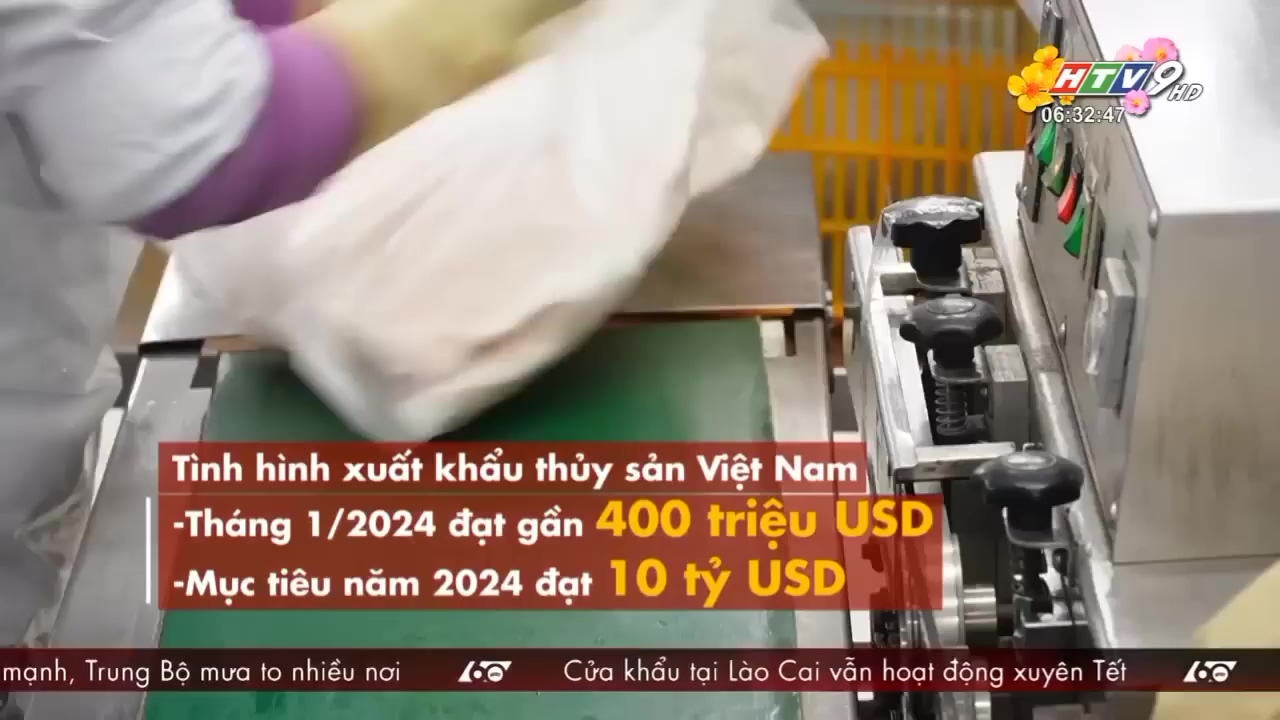 HTV9 HD
06:32:47
Tình hình xuất khẩu thủy sản Việt Nam
-Tháng 1/2024 đạt gần 400 triệu USD
-Mục tiêu năm 2024 đạt 10 tỷ USD
mạnh, Trung Bộ mưa to nhiều nơi 60 Cửa khẩu tại Lào Cai vẫn hoạt động xuyên Tết 60